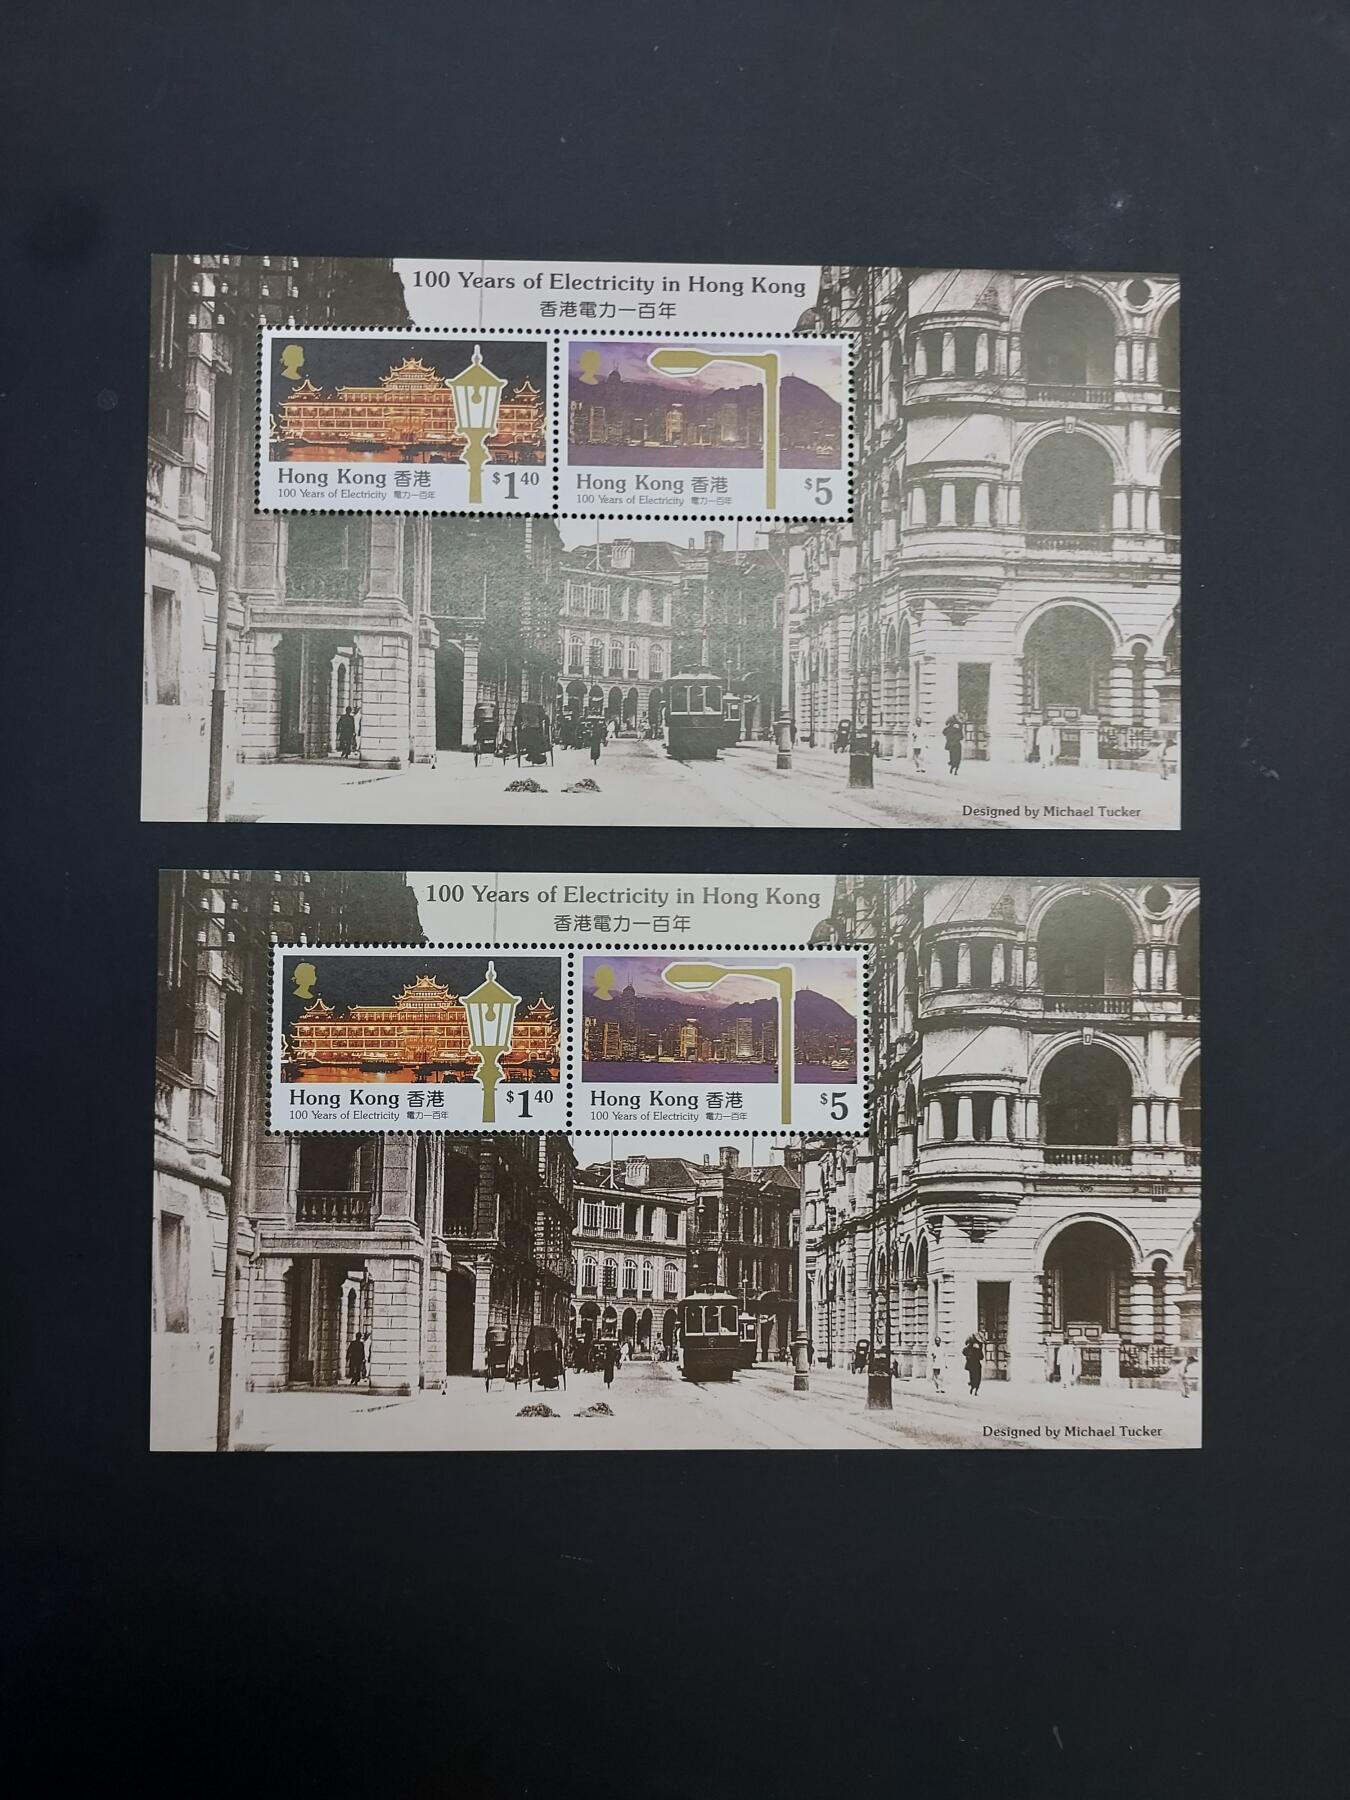 100 Years of Electricity in Hong Kong
香港電力一百年
Hong Kong 香港 $1 40
100 Years of Electricity 電力一百年
Hong Kong 香港 $5
100 Years of Electricity 電力一百年
Designed by Michael Tucker
100 Years of Electricity in Hong Kong
香港電力一百年
Hong Kong 香港 $1 40
100 Years of Electricity 電力一百年
Hong Kong 香港 $5
100 Years of Electricity 電力一百年
Designed by Michael Tucker